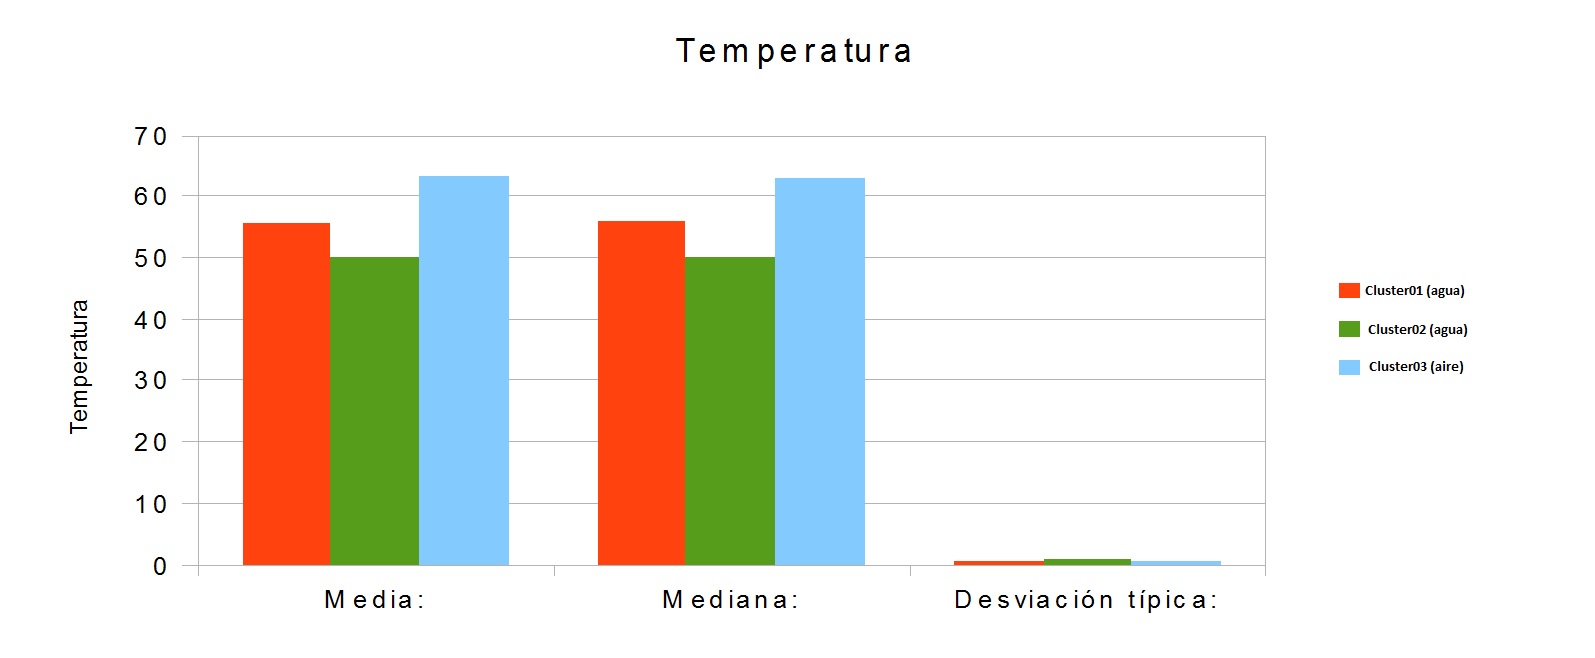 Temperatura
70
60
50
40
30
20
10
0
Temperatura
Media:
Mediana:
Desviación típica:
Cluster01 (agua)
Cluster02 (agua)
Cluster03 (aire)